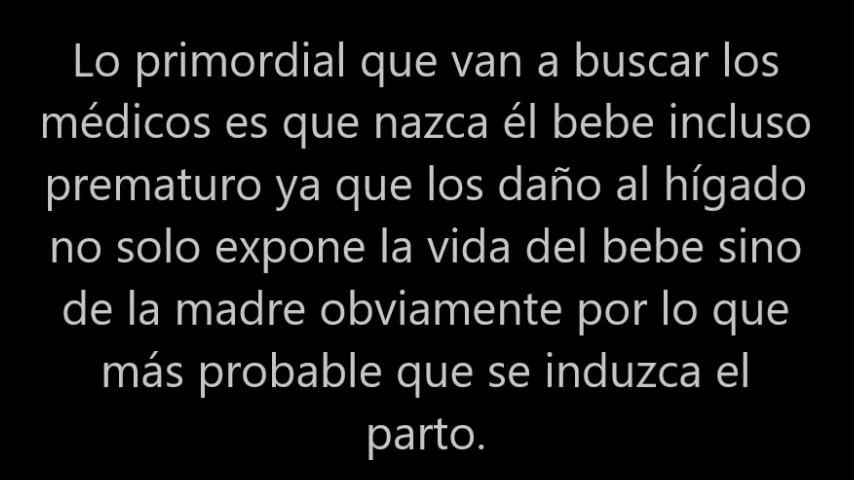 Lo primordial que van a buscar los
médicos es que nazca él bebe incluso
prematuro ya que los daño al hígado
no solo expone la vida del bebe sino
de la madre obviamente por lo que
más probable que se induzca el
parto.